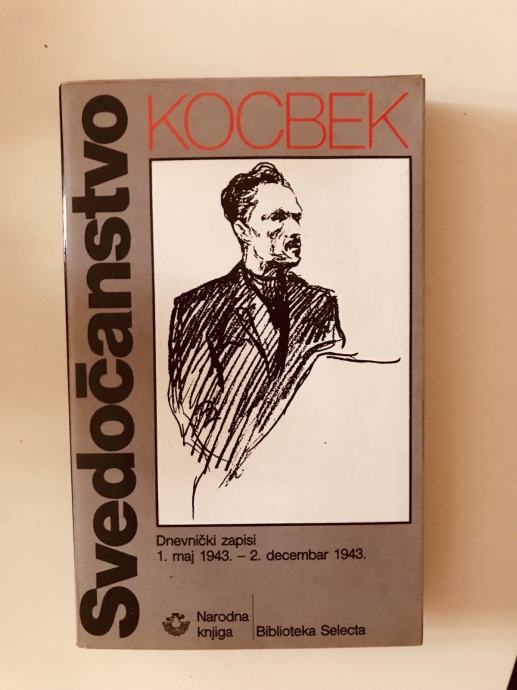 KOCBEK
Svedočanstvo
Dnevnički zapisi
1. maj 1943. – 2. decembar 1943.
Narodna
knjiga
Biblioteka Selecta